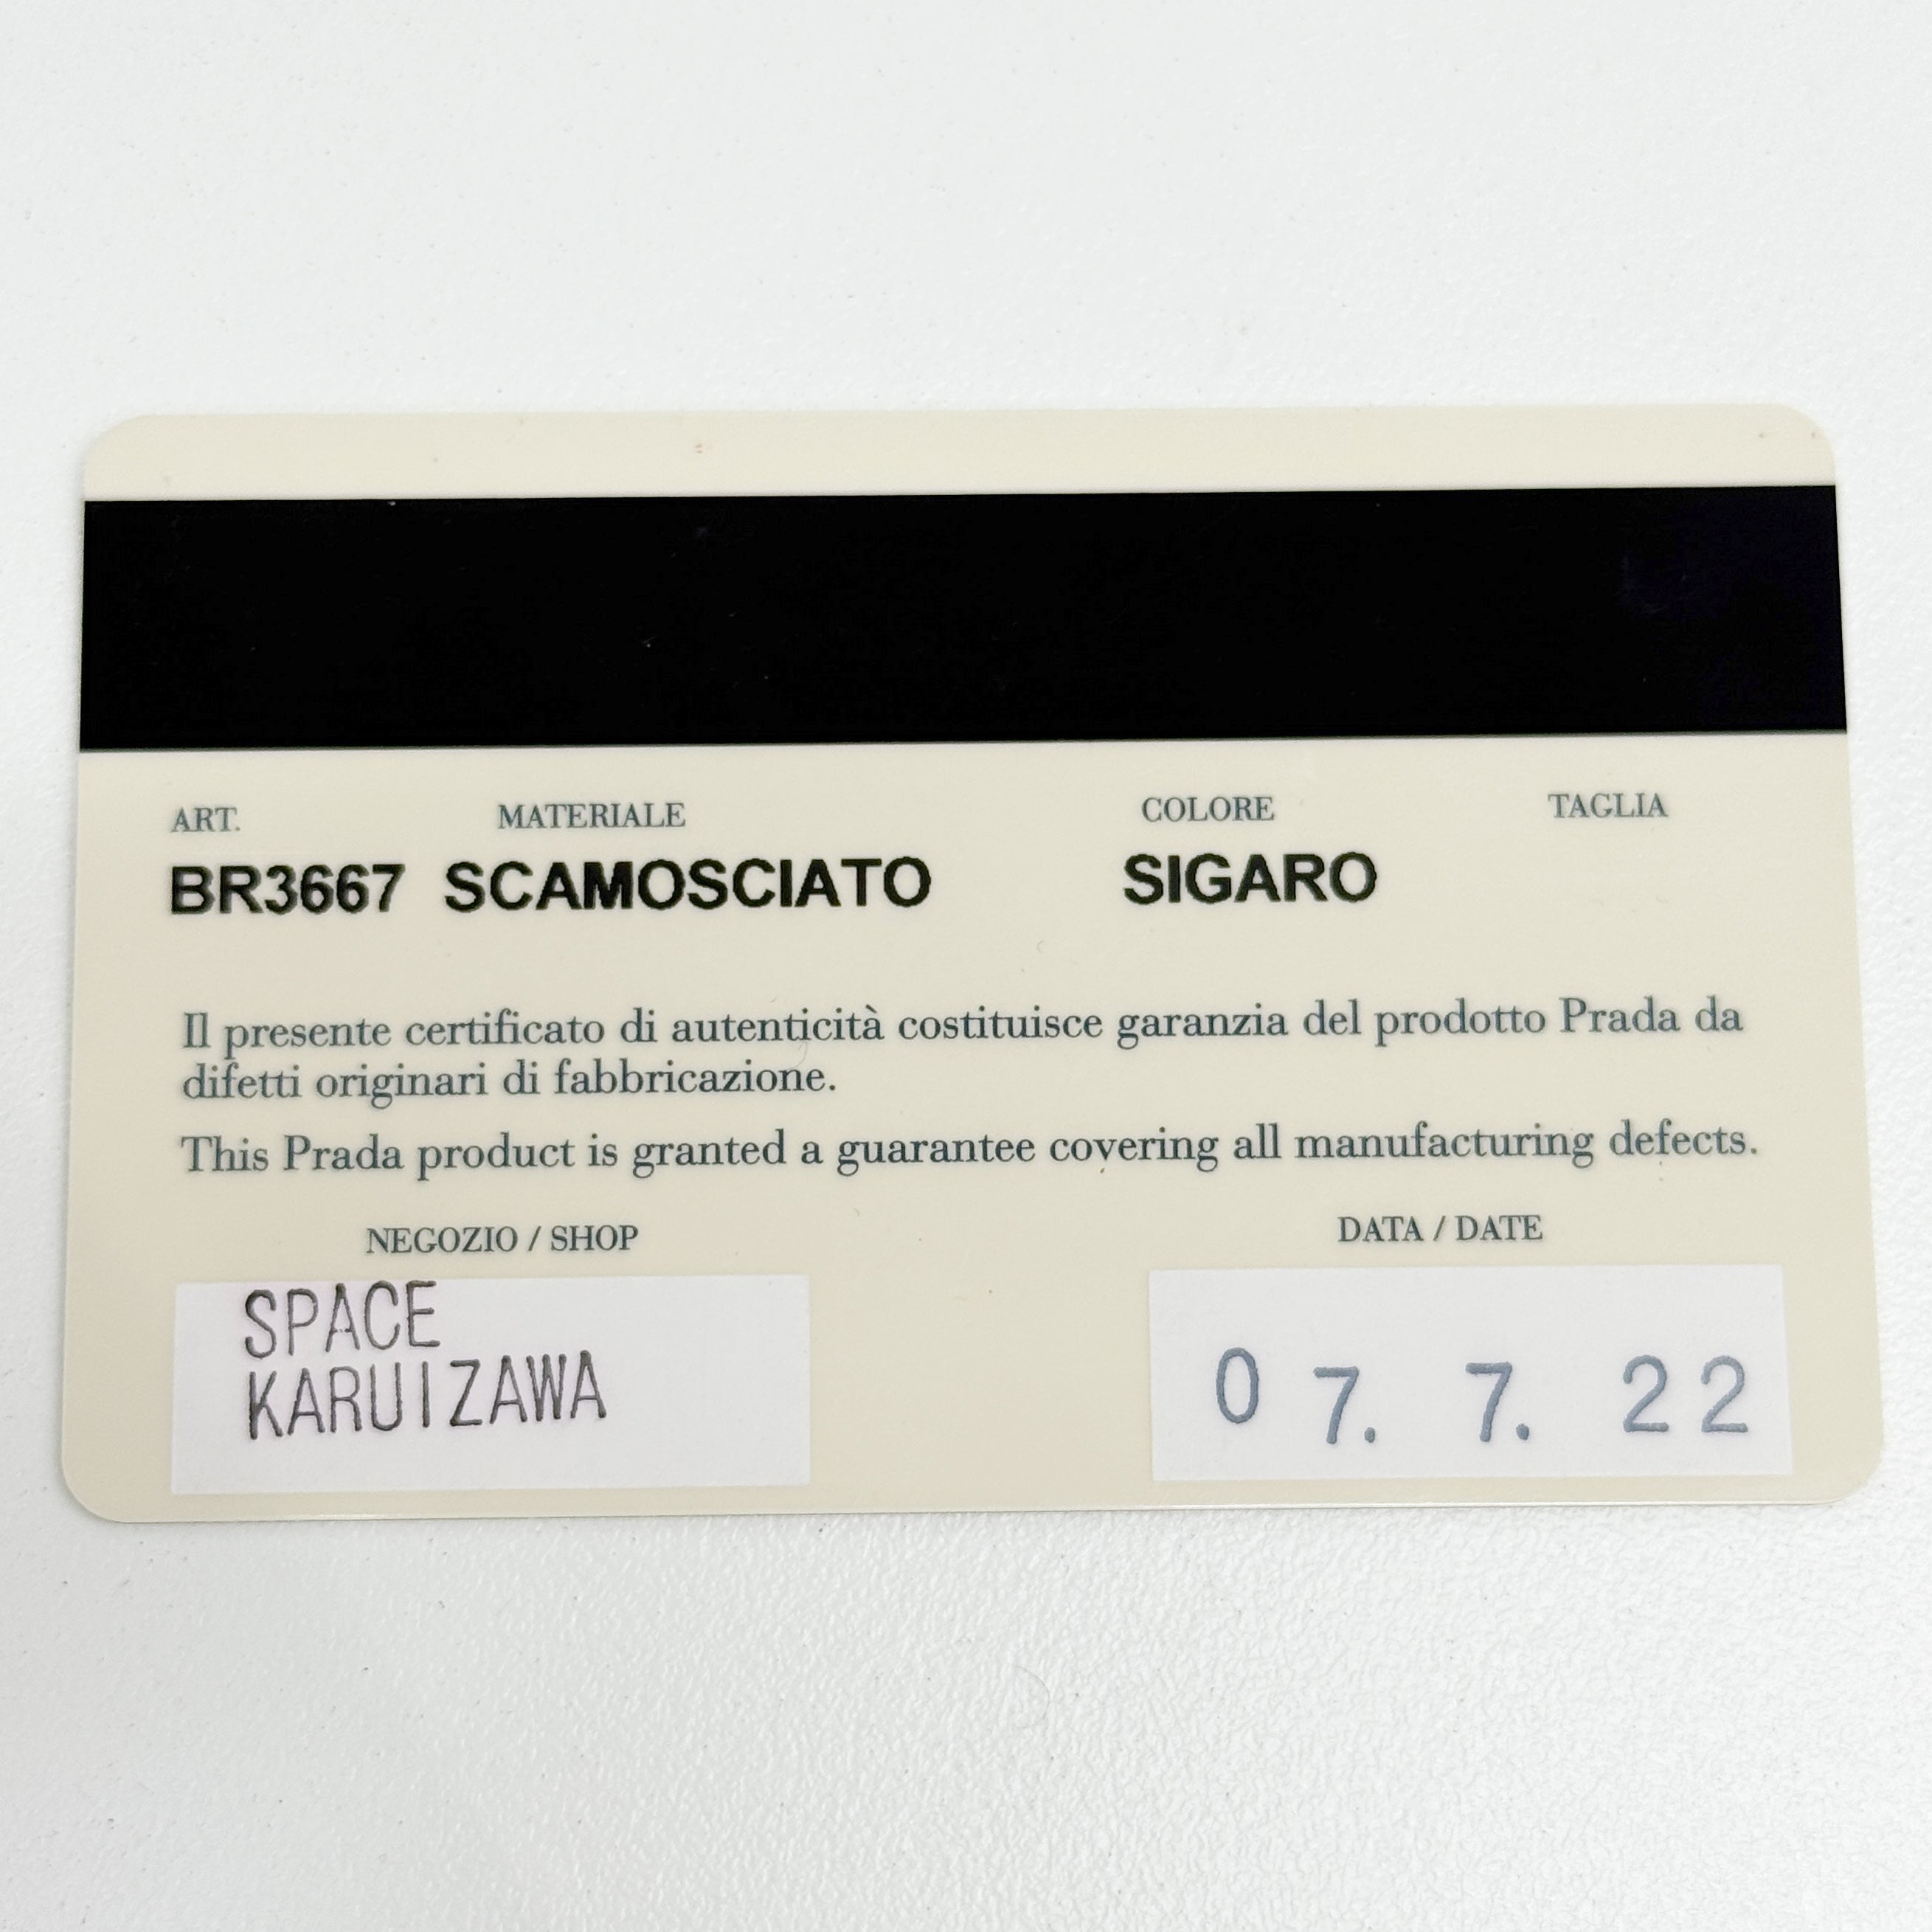 ART. MATERIALE COLORE TAGLIA
BR3667 SCAMOSCIATO SIGARO
Il presente certificato di autenticità costituisce garanzia del prodotto Prada da
difetti originari di fabbricazione.
This Prada product is granted a guarantee covering all manufacturing defects.
NEGOZIO / SHOP DATA / DATE
SPACE
KARUIZAWA
07. 7. 22